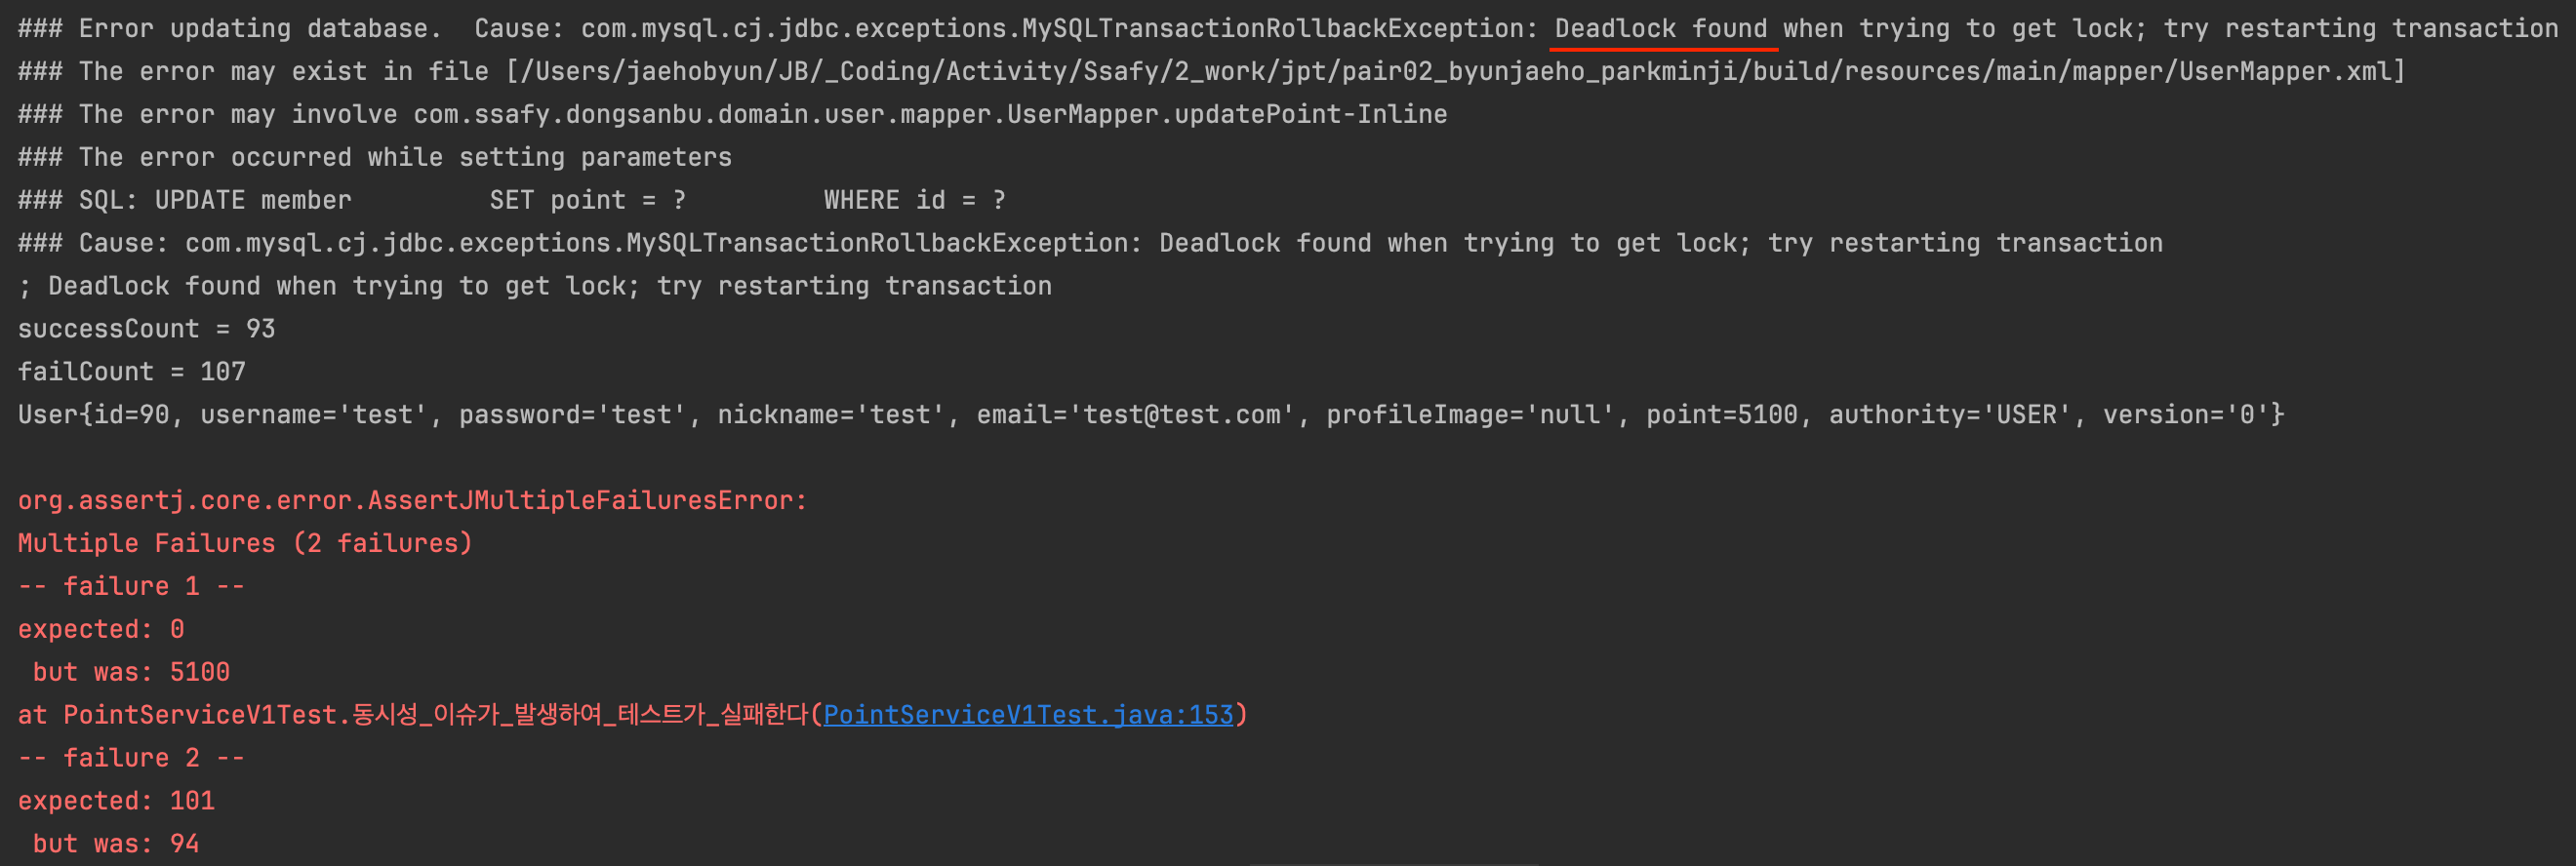 ### Error updating database.  Cause: com.mysql.cj.jdbc.exceptions.MySQLTransactionRollbackException: Deadlock found when trying to get lock; try restarting transaction
### The error may exist in file [/Users/jaehobyun/JB/_Coding/Activity/Ssafy/2_work/jpt/pair02_byunjaeho_parkminji/build/resources/main/mapper/UserMapper.xml]
### The error may involve com.ssafy.dongsanbu.domain.user.mapper.UserMapper.updatePoint-Inline
### The error occurred while setting parameters
### SQL: UPDATE member         SET point = ?         WHERE id = ?
### Cause: com.mysql.cj.jdbc.exceptions.MySQLTransactionRollbackException: Deadlock found when trying to get lock; try restarting transaction
; Deadlock found when trying to get lock; try restarting transaction
successCount = 93
failCount = 107
User{id=90, username='test', password='test', nickname='test', email='test@test.com', profileImage='null', point=5100, authority='USER', version='0'}
org.assertj.core.error.AssertJMultipleFailuresError:
Multiple Failures (2 failures)
-- failure 1 --
expected: 0
 but was: 5100
at PointServiceV1Test.동시성_이슈가_발생하여_테스트가_실패한다(PointServiceV1Test.java:153)
-- failure 2 --
expected: 101
 but was: 94